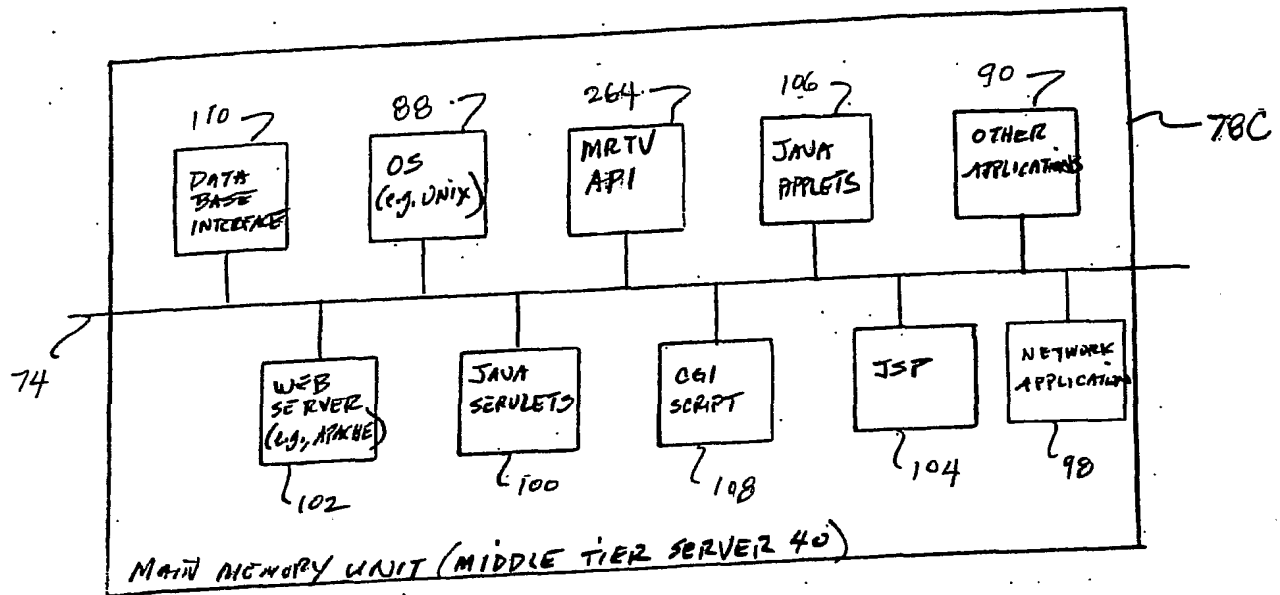 110
88
264
106
90
78C
DATA
BASE
INTERFACE
OS
(e.g. UNIX)
MRTV
API
JAVA
APPLETS
OTHER
APPLICATIONS
74
WEB
SERVER
(e.g., APACHE)
JAVA
SERVLETS
CGI
SCRIPT
JSP
NETWORK
APPLICATION
102
100
108
104
98
MAIN MEMORY UNIT (MIDDLE TIER SERVER 40)